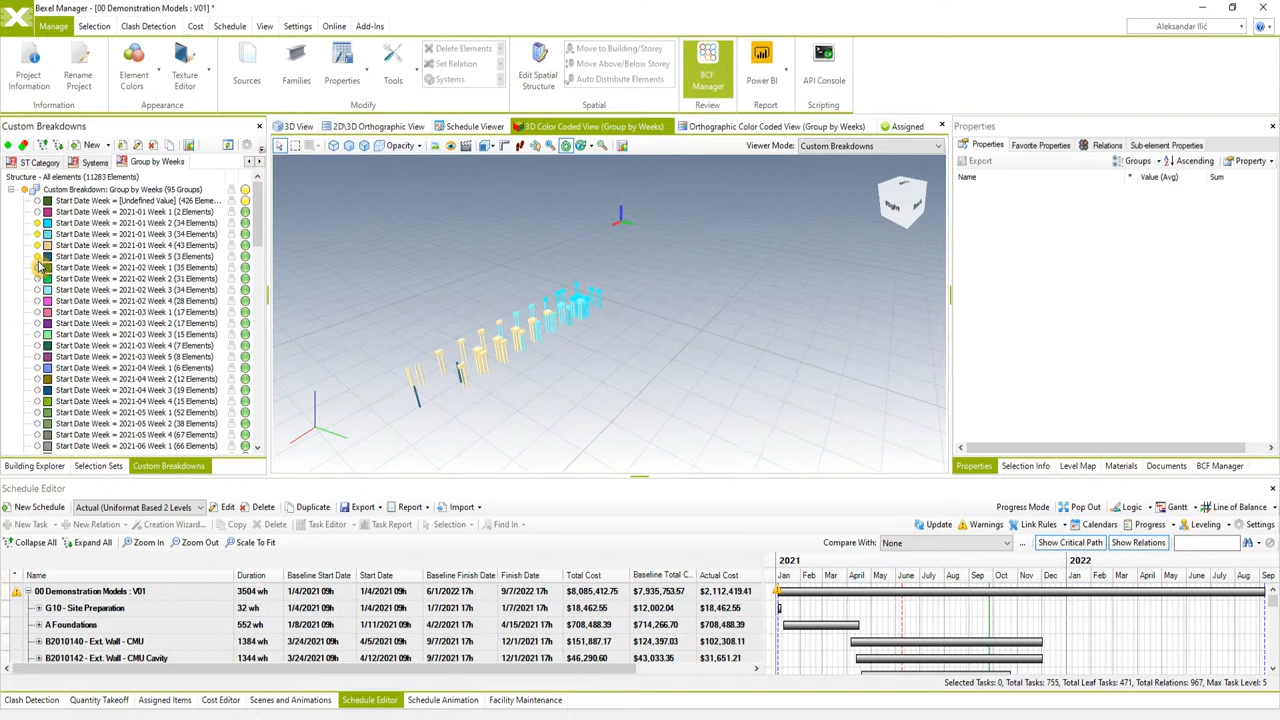 Bexel Manager - [00 Demonstration Models : V01] *
Manage Selection Clash Detection Cost Schedule View Settings Online Add-Ins
Aleksandar Ilić
Project Information
Rename Project
Element Colors
Texture Editor
Sources
Families
Properties
Tools
Delete Elements
Set Relation
Systems
Edit Spatial Structure
Move to Building/Storey
Move Above/Below Storey
Auto Distribute Elements
BCF Manager
Power BI
API Console
Information Appearance Modify Spatial Review Report Scripting
Custom Breakdowns
New
ST Category Systems Group by Weeks
Structure - All elements (11283 Elements)
Custom Breakdown: Group by Weeks (95 Groups)
Start Date Week = [Undefined Value] (426 Eleme...
Start Date Week = 2021-01 Week 1 (2 Elements)
Start Date Week = 2021-01 Week 2 (34 Elements)
Start Date Week = 2021-01 Week 3 (34 Elements)
Start Date Week = 2021-01 Week 4 (43 Elements)
Start Date Week = 2021-01 Week 5 (3 Elements)
Start Date Week = 2021-02 Week 1 (35 Elements)
Start Date Week = 2021-02 Week 2 (31 Elements)
Start Date Week = 2021-02 Week 3 (34 Elements)
Start Date Week = 2021-02 Week 4 (28 Elements)
Start Date Week = 2021-03 Week 1 (17 Elements)
Start Date Week = 2021-03 Week 2 (17 Elements)
Start Date Week = 2021-03 Week 3 (15 Elements)
Start Date Week = 2021-03 Week 4 (7 Elements)
Start Date Week = 2021-03 Week 5 (8 Elements)
Start Date Week = 2021-04 Week 1 (6 Elements)
Start Date Week = 2021-04 Week 2 (12 Elements)
Start Date Week = 2021-04 Week 3 (19 Elements)
Start Date Week = 2021-04 Week 4 (15 Elements)
Start Date Week = 2021-05 Week 1 (52 Elements)
Start Date Week = 2021-05 Week 2 (38 Elements)
Start Date Week = 2021-05 Week 4 (67 Elements)
Start Date Week = 2021-06 Week 1 (66 Elements)
Building Explorer Selection Sets Custom Breakdowns
3D View 2D\3D Orthographic View Schedule Viewer 3D Color Coded View (Group by Weeks) Orthographic Color Coded View (Group by Weeks) Assigned
Opacity Viewer Mode: Custom Breakdowns
Right Left
Properties
Properties Favorite Properties Relations Sub-element Properties
Export Groups Ascending Property
Name * Value (Avg) Sum
Properties Selection Info Level Map Materials Documents BCF Manager
Schedule Editor
New Schedule Actual (Uniformat Based 2 Levels Edit Delete Duplicate Export Report Import Progress Mode Pop Out Logic Gantt Line of Balance
New Task New Relation Creation Wizard... Copy Delete Task Editor Task Report Selection Find In Update Warnings Link Rules Calendars Progress Leveling Settings
Collapse All Expand All Zoom In Zoom Out Scale To Fit Compare With: None ... Show Critical Path Show Relations
* Name Duration Baseline Start Date Start Date Baseline Finish Date Finish Date Total Cost Baseline Total C... Actual Cost
00 Demonstration Models : V01 3504 wh 1/4/2021 09h 1/4/2021 09h 6/1/2022 17h 9/7/2022 17h $8,085,412.75 $7,935,753.57 $2,112,419.41
G10 - Site Preparation 32 wh 1/4/2021 09h 1/4/2021 09h 1/7/2021 17h 1/7/2021 17h $18,462.55 $12,002.04 $18,462.55
A Foundations 552 wh 1/8/2021 09h 1/11/2021 09h 4/2/2021 17h 4/15/2021 17h $708,488.39 $714,266.70 $708,488.39
B2010140 - Ext. Wall - CMU 1384 wh 3/24/2021 09h 4/5/2021 09h 9/7/2021 17h 12/1/2021 17h $151,887.17 $124,397.03 $102,308.11
B2010142 - Ext. Wall - CMU Cavity 1344 wh 3/24/2021 09h 4/12/2021 09h 9/7/2021 17h 12/1/2021 17h $46,290.60 $43,033.35 $31,651.21
2021 2022
Jan Feb Mar April May June July Aug Sep Oct Nov Dec Jan Feb Mar April May June July Aug Sep
Selected Tasks: 0, Total Tasks: 755, Total Leaf Tasks: 471, Total Relations: 967, Max Task Level: 5
Clash Detection Quantity Takeoff Assigned Items Cost Editor Scenes and Animations Schedule Editor Schedule Animation Facility Maintenance